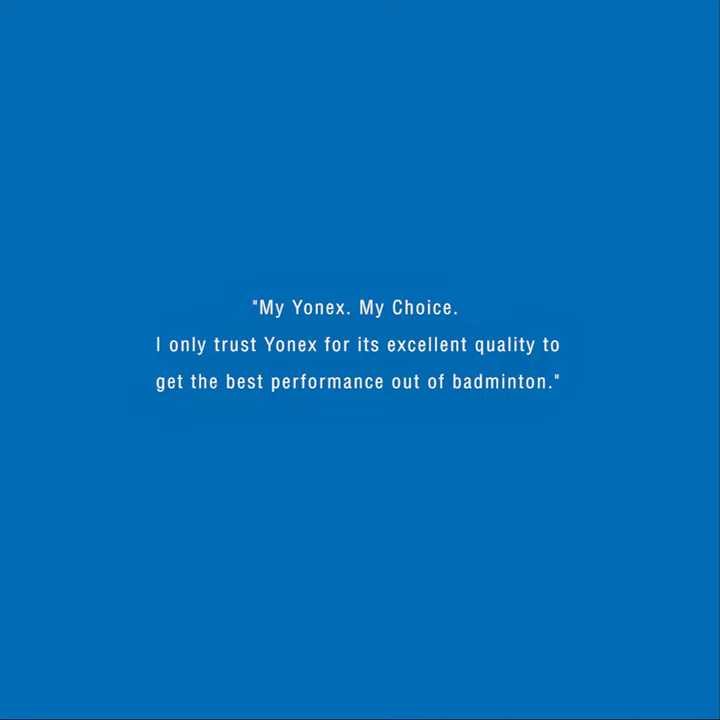 "My Yonex. My Choice.
I only trust Yonex for its excellent quality to
get the best performance out of badminton."